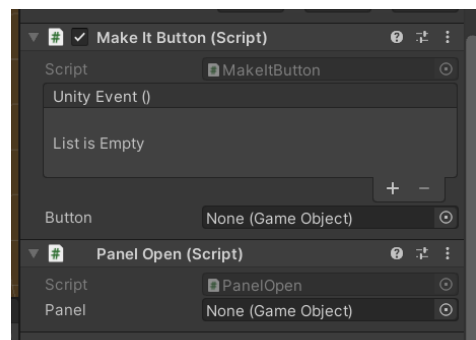 Make It Button (Script)
Script MakeItButton
Unity Event ()
List is Empty
Button None (Game Object)
Panel Open (Script)
Script PanelOpen
Panel None (Game Object)